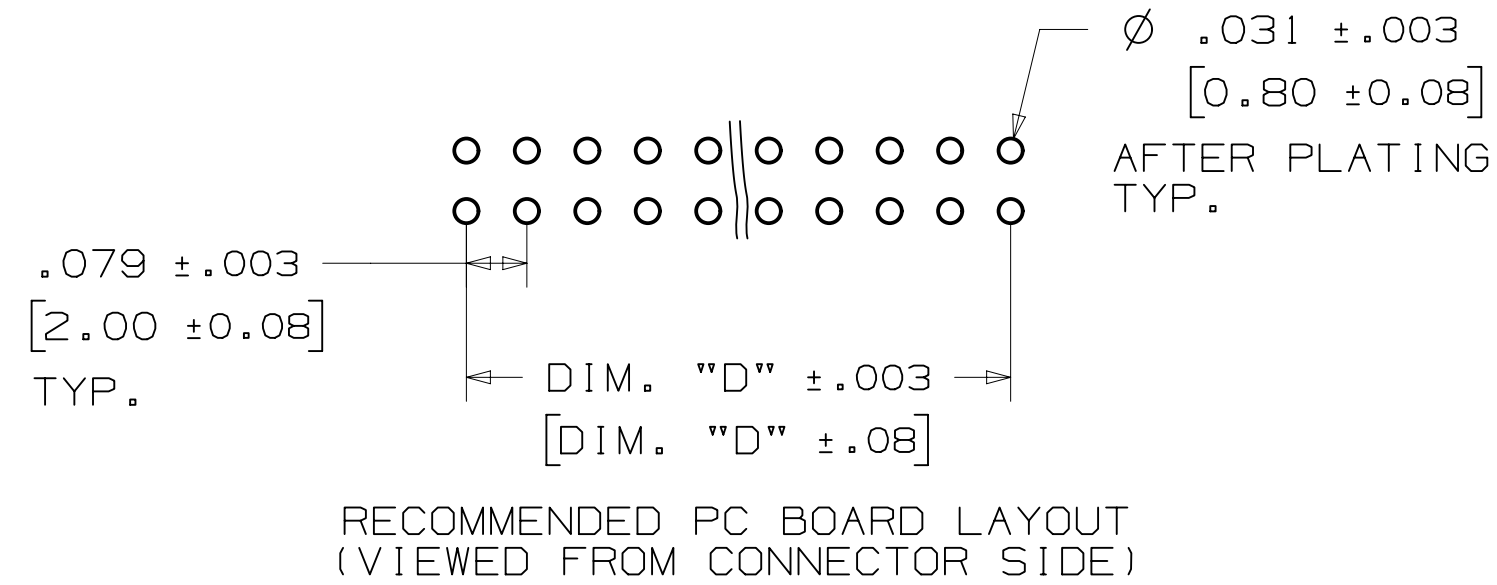 Ø .031 ±.003
[0.80 ±0.08]
AFTER PLATING
TYP.
.079 ±.003
[2.00 ±0.08]
TYP.
DIM. "D" ±.003
[DIM. "D" ±.08]
RECOMMENDED PC BOARD LAYOUT
(VIEWED FROM CONNECTOR SIDE)